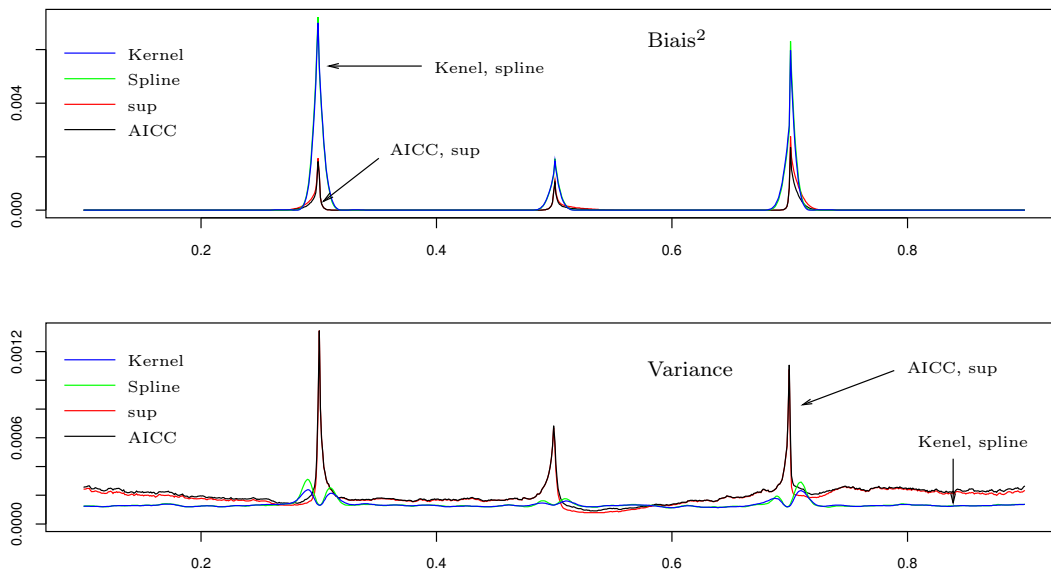 Biais²
Kernel
Spline
sup
AICC
Kenel, spline
AICC, sup
0.004
0.000
0.2 0.4 0.6 0.8
Variance
Kernel
Spline
sup
AICC
AICC, sup
Kenel, spline
0.0012
0.0006
0.0000
0.2 0.4 0.6 0.8